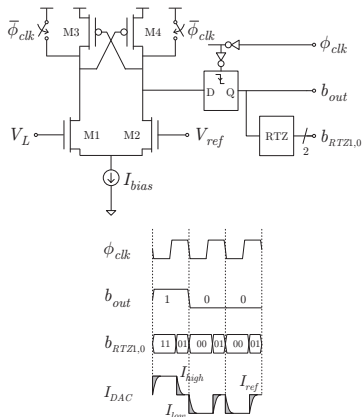 ϕ̄clk M3 M4 ϕ̄clk
ϕclk
D Q bout
VL M1 M2 Vref RTZ bRTZ1,0
2
Ibias
ϕclk
bout 1 0 0
bRTZ1,0 11 01 00 01 00 01
Ihigh Iref
IDAC
Ilow